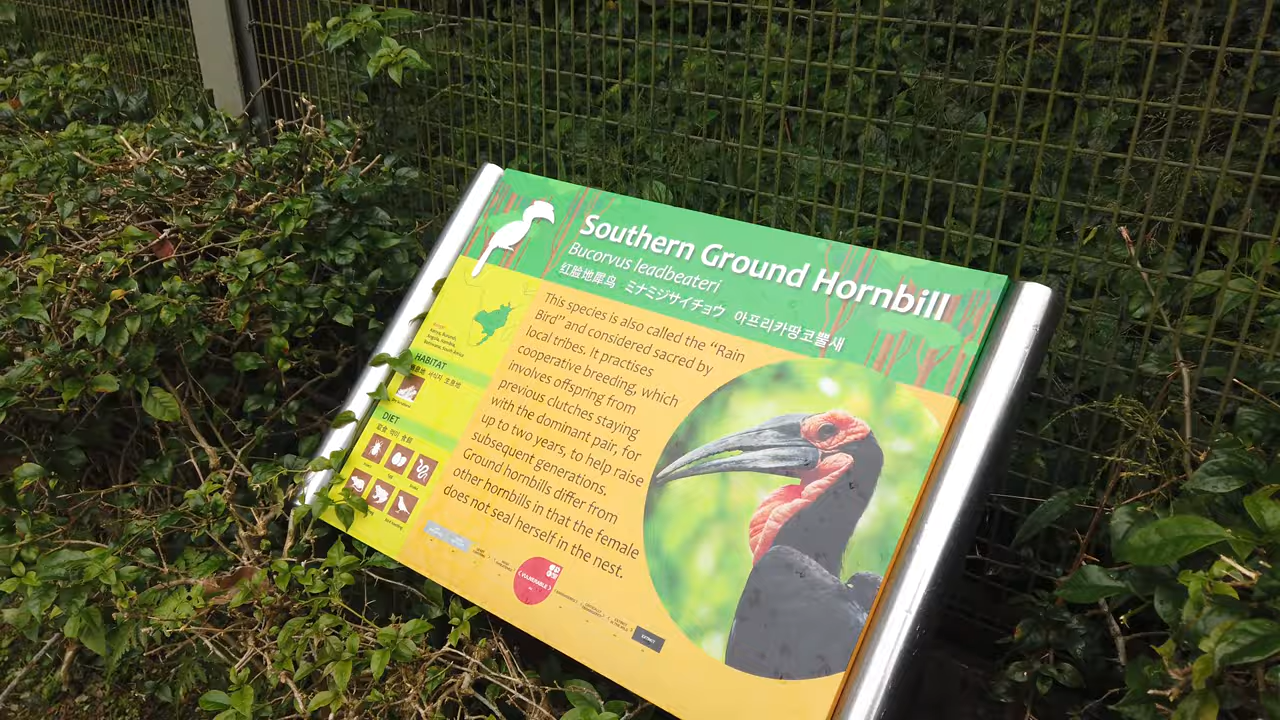 Southern Ground Hornbill
Bucorvus leadbeateri
红脸地犀鸟 ミナミジサイチョウ 아프리카땅코뿔새
This species is also called the “Rain
Bird” and considered sacred by
local tribes. It practises
cooperative breeding, which
involves offspring from
previous clutches staying
with the dominant pair, for
up to two years, to help raise
subsequent generations.
Ground hornbills differ from
other hornbills in that the female
does not seal herself in the nest.
HABITAT
DIET
VULNERABLE
EXTINCT